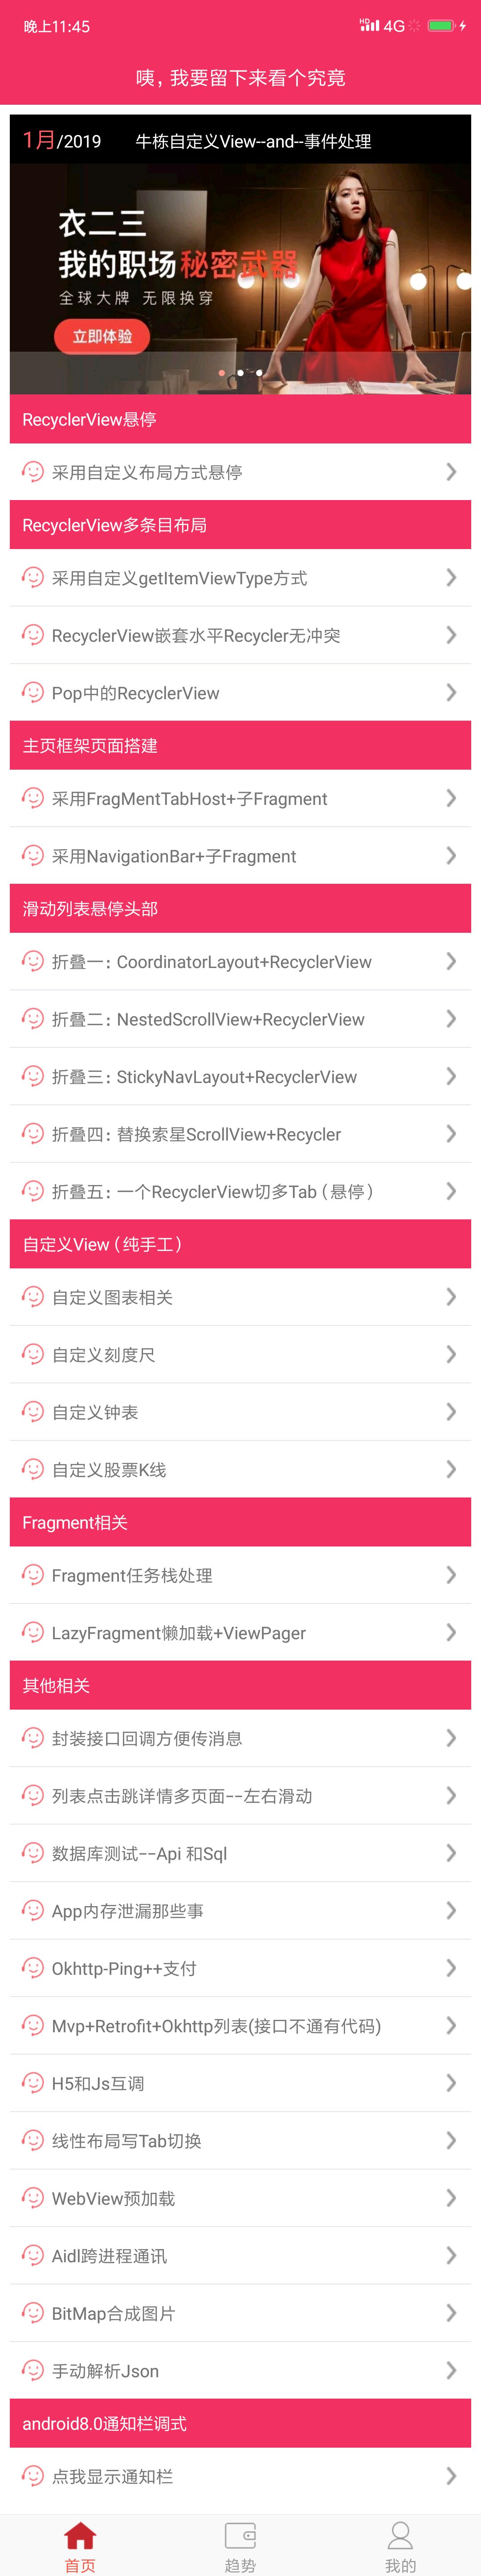 晚上11:45
HD 4G
咦，我要留下来看个究竟
1月/2019 牛栋自定义View--and--事件处理
衣二三
我的职场秘密武器
全球大牌 无限换穿
立即体验
RecyclerView悬停
采用自定义布局方式悬停
RecyclerView多条目布局
采用自定义getItemViewType方式
RecyclerView嵌套水平Recycler无冲突
Pop中的RecyclerView
主页框架页面搭建
采用FragMentTabHost+子Fragment
采用NavigationBar+子Fragment
滑动列表悬停头部
折叠一：CoordinatorLayout+RecyclerView
折叠二：NestedScrollView+RecyclerView
折叠三：StickyNavLayout+RecyclerView
折叠四：替换索星ScrollView+Recycler
折叠五：一个RecyclerView切多Tab（悬停）
自定义View（纯手工）
自定义图表相关
自定义刻度尺
自定义钟表
自定义股票K线
Fragment相关
Fragment任务栈处理
LazyFragment懒加载+ViewPager
其他相关
封装接口回调方便传消息
列表点击跳详情多页面--左右滑动
数据库测试--Api 和Sql
App内存泄漏那些事
Okhttp-Ping++支付
Mvp+Retrofit+Okhttp列表(接口不通有代码)
H5和Js互调
线性布局写Tab切换
WebView预加载
Aidl跨进程通讯
BitMap合成图片
手动解析Json
android8.0通知栏调式
点我显示通知栏
首页 趋势 我的